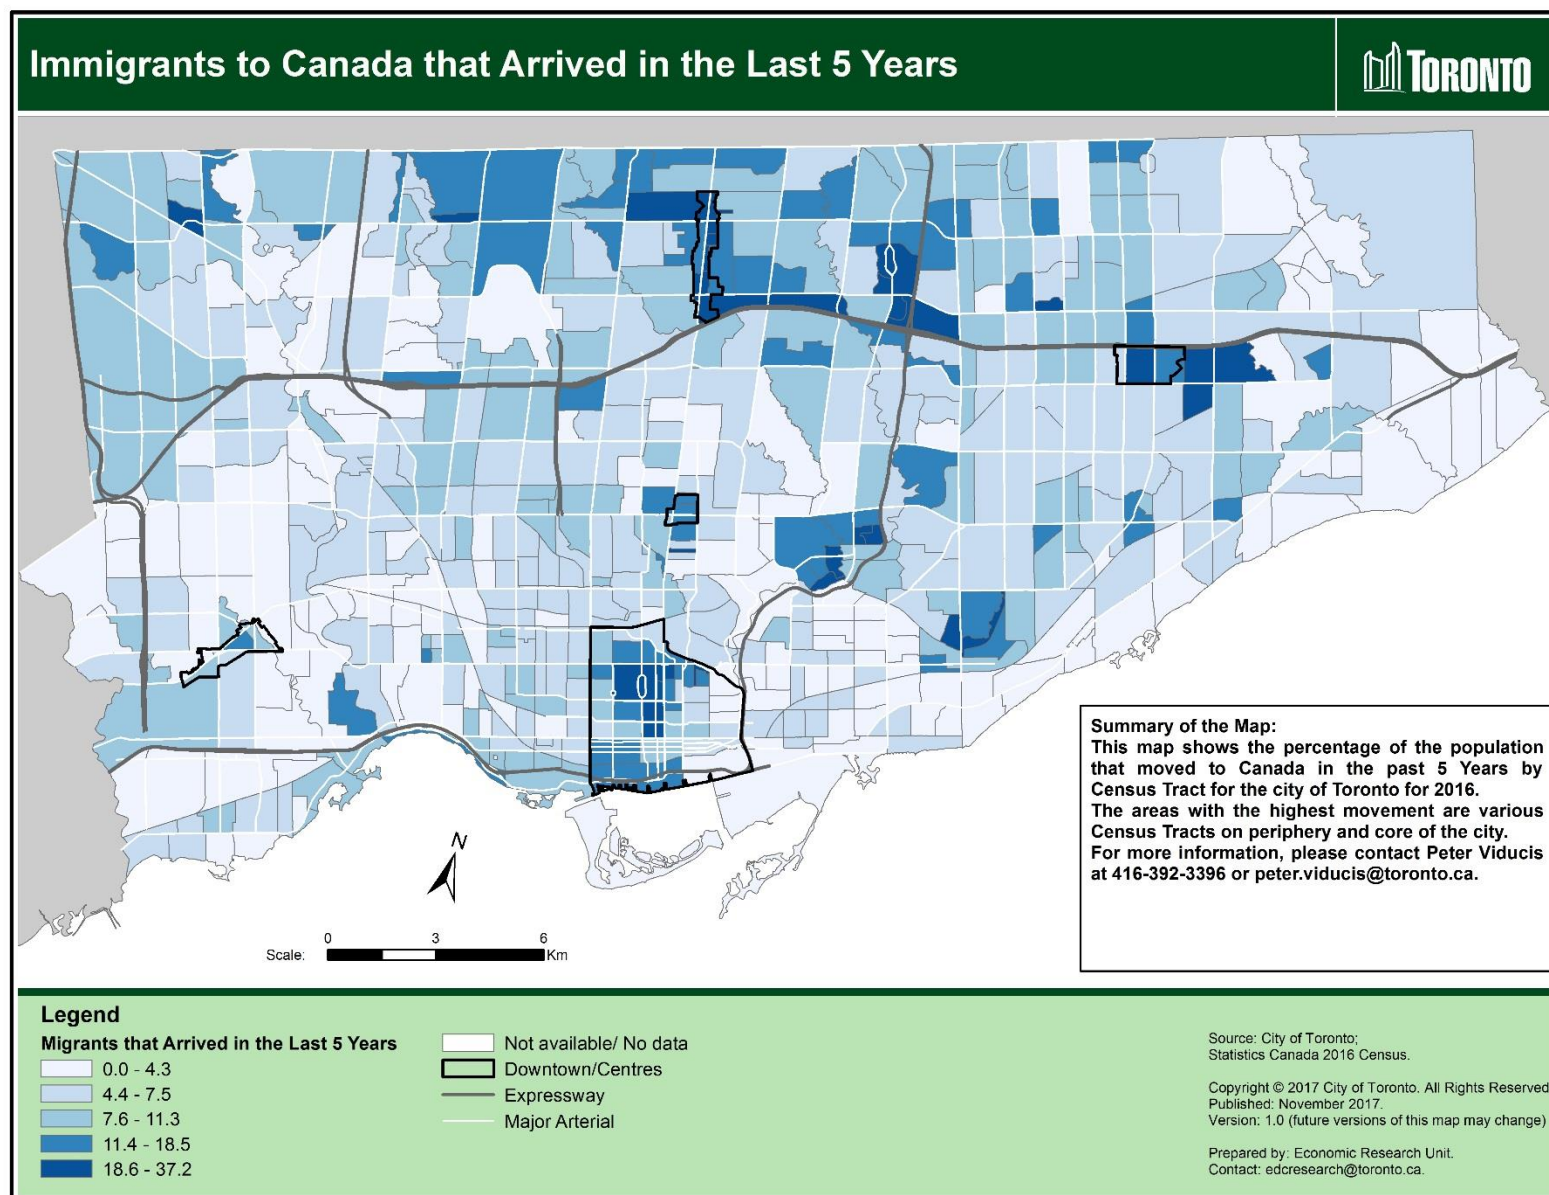 Immigrants to Canada that Arrived in the Last 5 Years
TORONTO
Summary of the Map:
This map shows the percentage of the population
that moved to Canada in the past 5 Years by
Census Tract for the city of Toronto for 2016.
The areas with the highest movement are various
Census Tracts on periphery and core of the city.
For more information, please contact Peter Viducis
at 416-392-3396 or peter.viducis@toronto.ca.
N
0 3 6
Scale: Km
Legend
Migrants that Arrived in the Last 5 Years
0.0 - 4.3
4.4 - 7.5
7.6 - 11.3
11.4 - 18.5
18.6 - 37.2
Not available/ No data
Downtown/Centres
Expressway
Major Arterial
Source: City of Toronto;
Statistics Canada 2016 Census.
Copyright © 2017 City of Toronto. All Rights Reserved
Published: November 2017.
Version: 1.0 (future versions of this map may change)
Prepared by: Economic Research Unit.
Contact: edcresearch@toronto.ca.